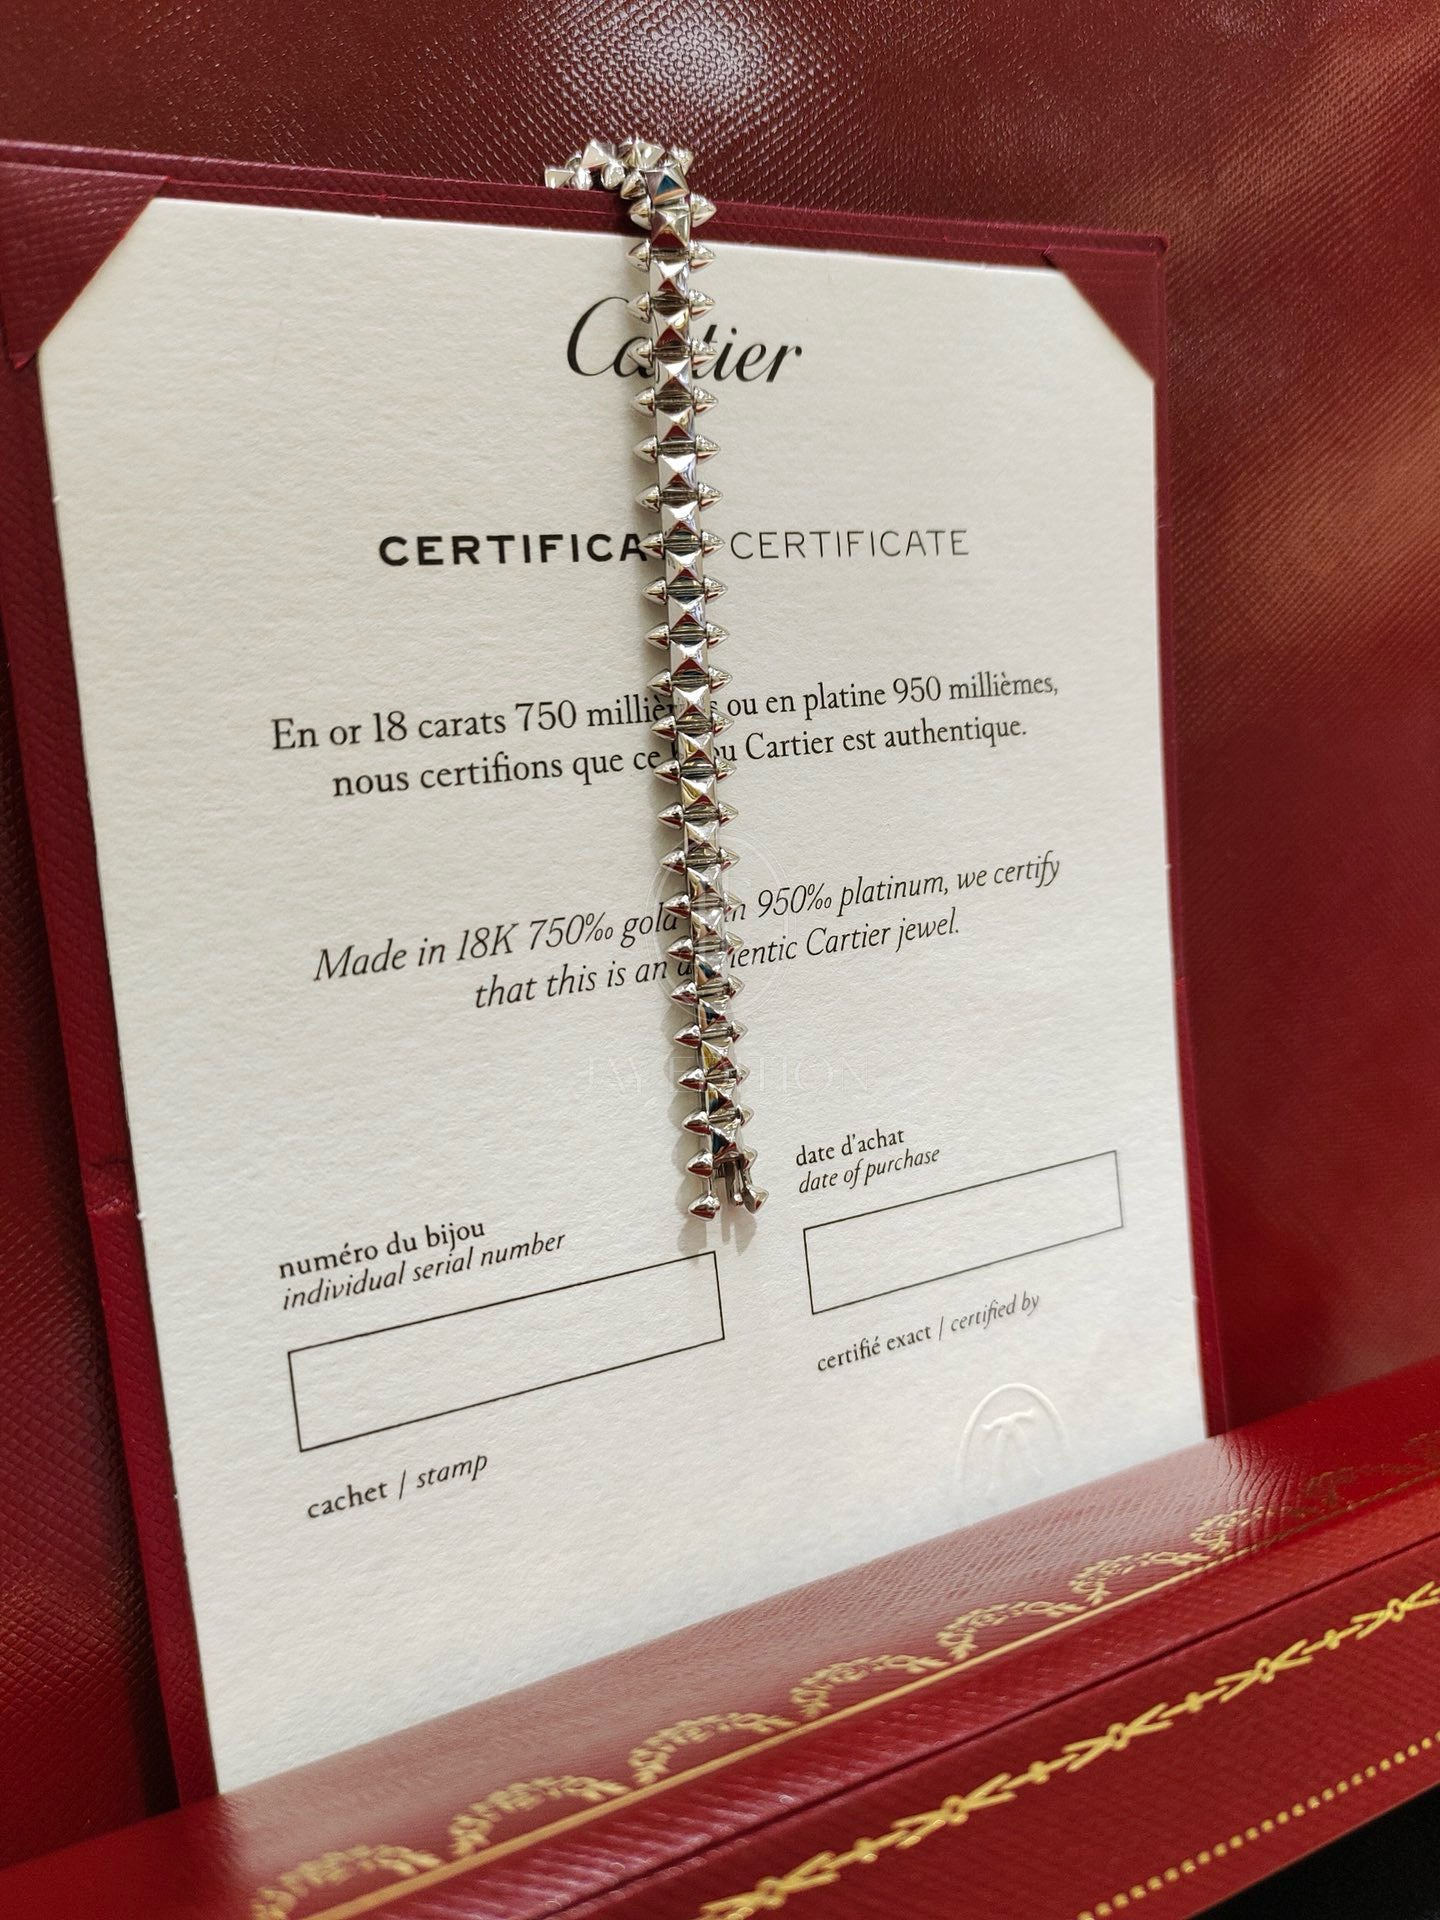 Cartier
CERTIFICAT CERTIFICATE
En or 18 carats 750 millièmes ou en platine 950 millièmes,
nous certifions que ce bijou Cartier est authentique.
Made in 18K 750‰ gold or in 950‰ platinum, we certify
that this is an authentic Cartier jewel.
date d'achat
date of purchase
numéro du bijou
individual serial number
certifié exact / certified by
cachet / stamp